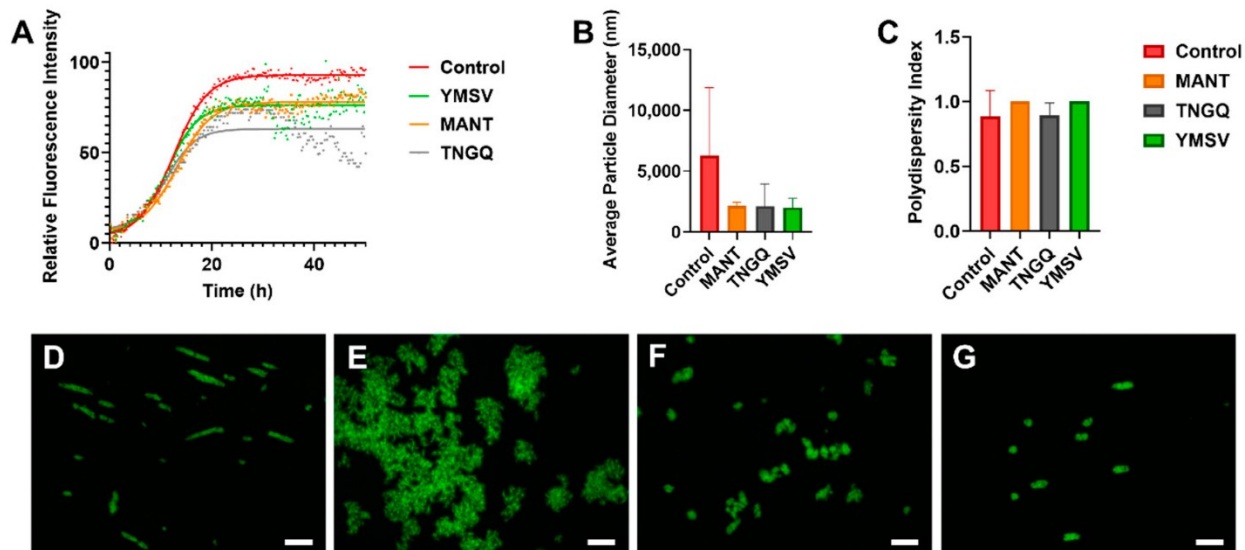 A
Relative Fluorescence Intensity
100
50
0
0
20
40
Time (h)
Control
YMSV
MANT
TNGQ
B
Average Particle Diameter (nm)
15,000
10,000
5,000
0
Control
MANT
TNGQ
YMSV
C
Polydispersity Index
1.5
1.0
0.5
0.0
Control
MANT
TNGQ
YMSV
Control
MANT
TNGQ
YMSV
D
E
F
G